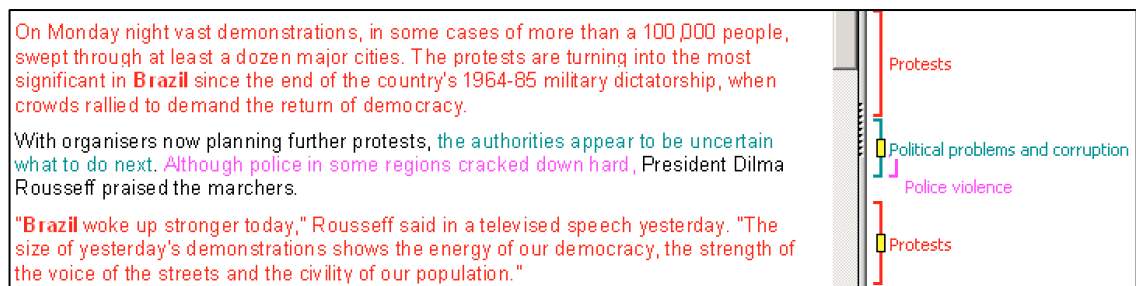 On Monday night vast demonstrations, in some cases of more than a 100,000 people,
swept through at least a dozen major cities. The protests are turning into the most
significant in Brazil since the end of the country's 1964-85 military dictatorship, when
crowds rallied to demand the return of democracy.
With organisers now planning further protests, the authorities appear to be uncertain
what to do next. Although police in some regions cracked down hard, President Dilma
Rousseff praised the marchers.
"Brazil woke up stronger today," Rousseff said in a televised speech yesterday. "The
size of yesterday's demonstrations shows the energy of our democracy, the strength of
the voice of the streets and the civility of our population."
Protests
Political problems and corruption
Police violence
Protests